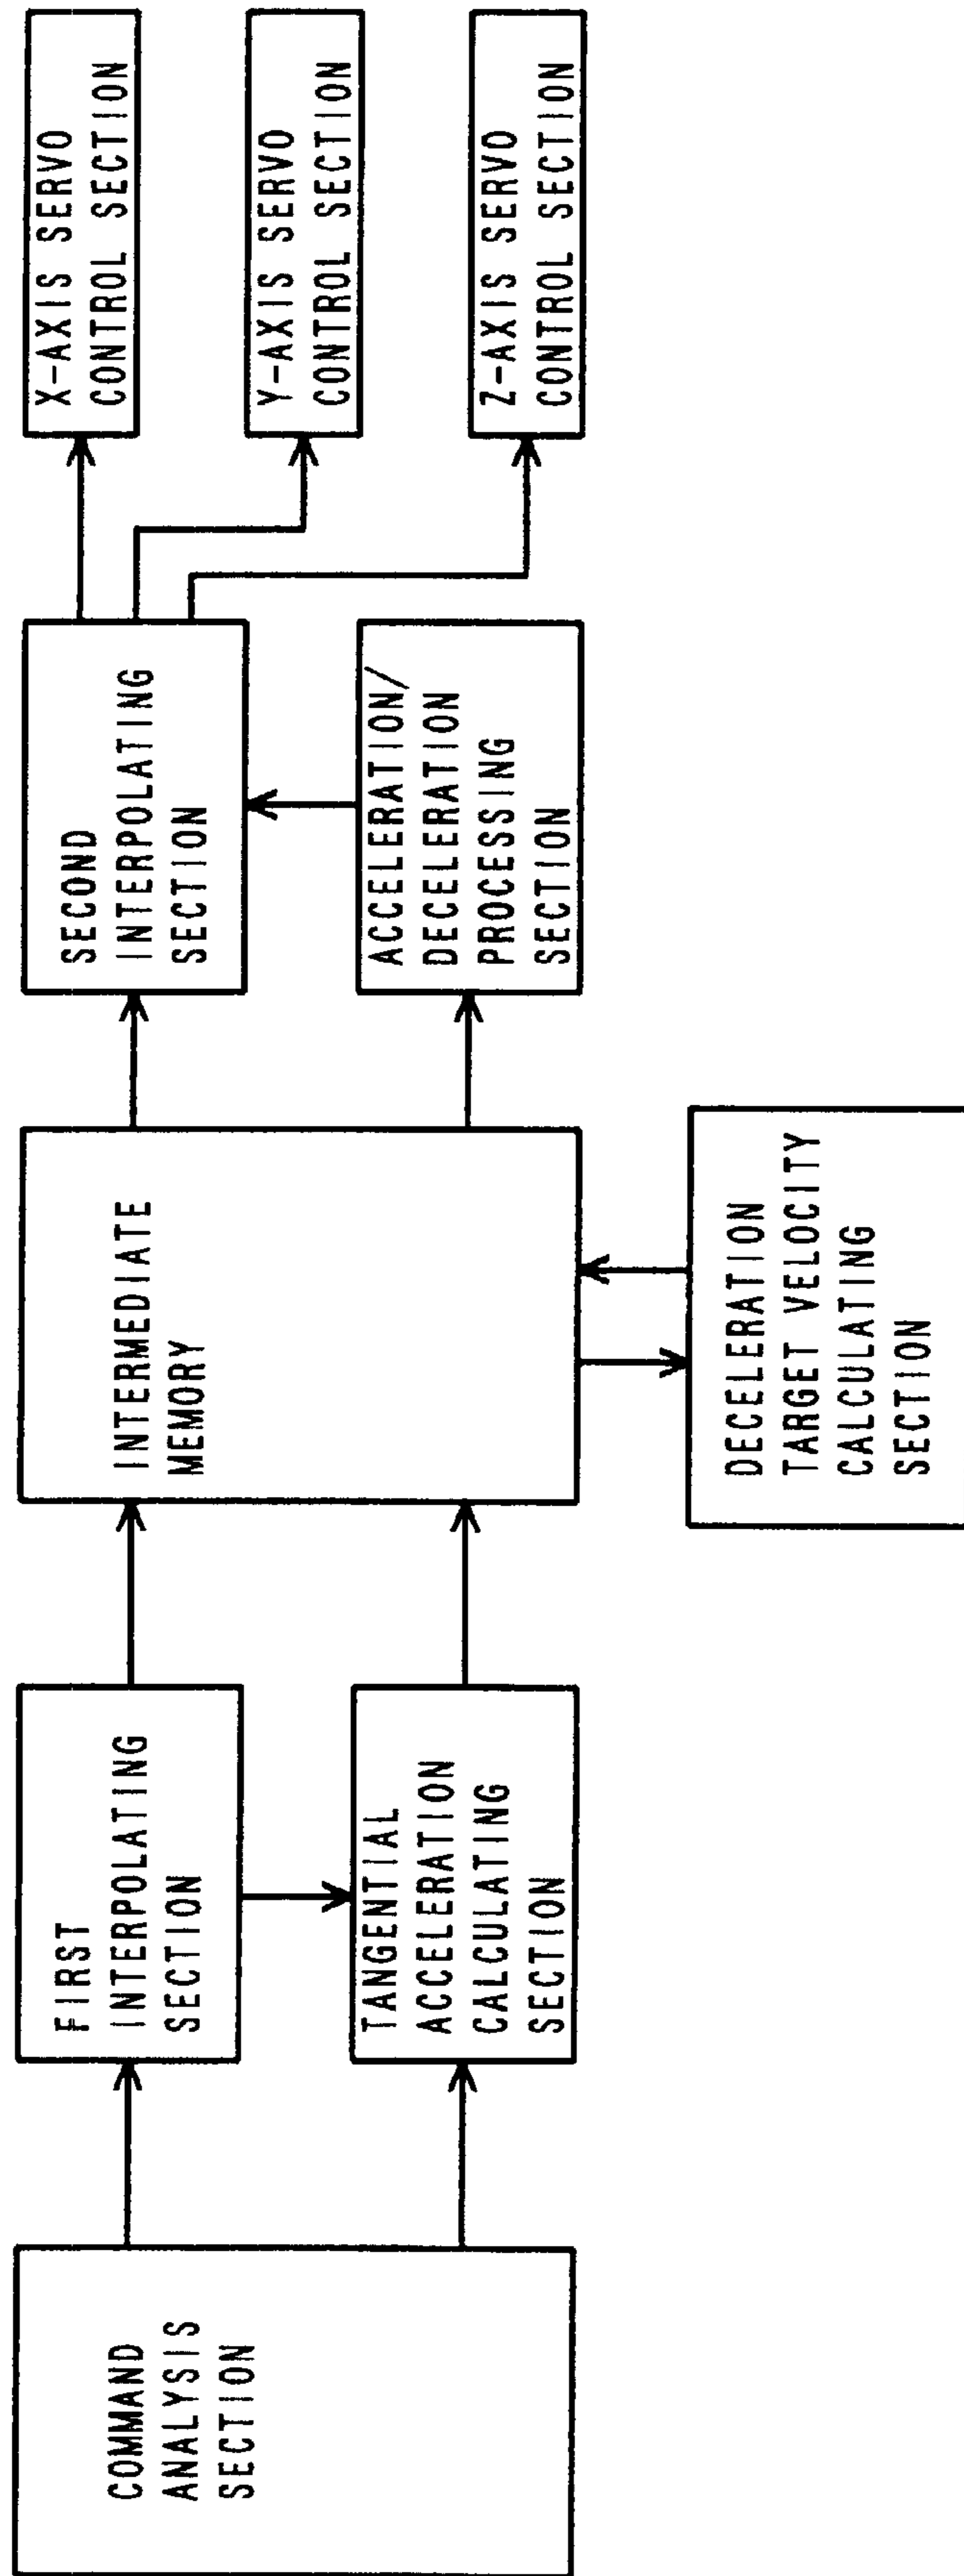 COMMAND
ANALYSIS
SECTION
FIRST
INTERPOLATING
SECTION
TANGENTIAL
ACCELERATION
CALCULATING
SECTION
INTERMEDIATE
MEMORY
DECELERATION
TARGET VELOCITY
CALCULATING
SECTION
SECOND
INTERPOLATING
SECTION
ACCELERATION/
DECELERATION
PROCESSING
SECTION
X-AXIS SERVO
CONTROL SECTION
Y-AXIS SERVO
CONTROL SECTION
Z-AXIS SERVO
CONTROL SECTION